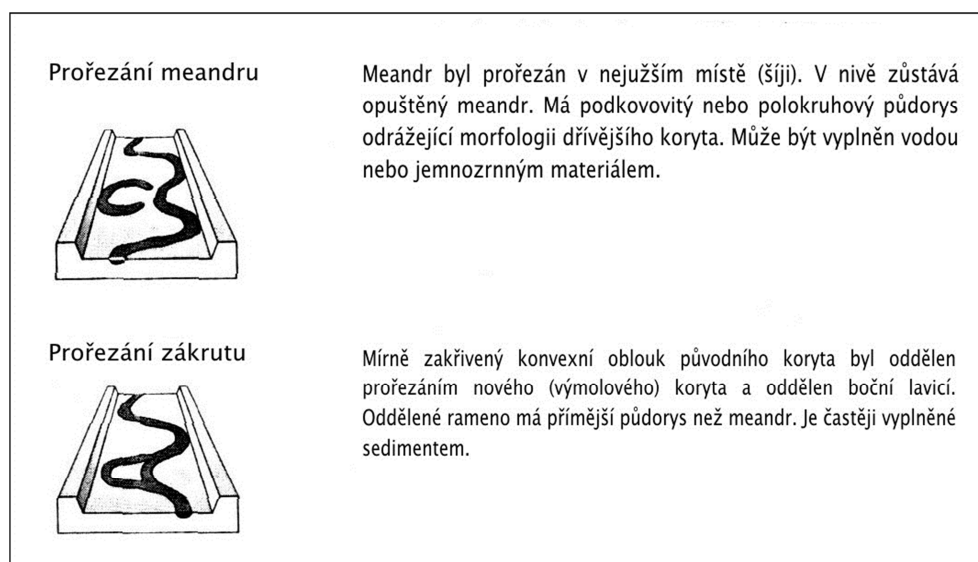 Prořezání meandru
Meandr byl prořezán v nejužším místě (šíji). V nivě zůstává
opuštěný meandr. Má podkovovitý nebo polokruhový půdorys
odrážející morfologii dřívějšího koryta. Může být vyplněn vodou
nebo jemnozrnným materiálem.
Prořezání zákrutu
Mírně zakřivený konvexní oblouk původního koryta byl oddělen
prořezáním nového (výmolového) koryta a oddělen boční lavicí.
Oddělené rameno má přímější půdorys než meandr. Je častěji vyplněné
sedimentem.